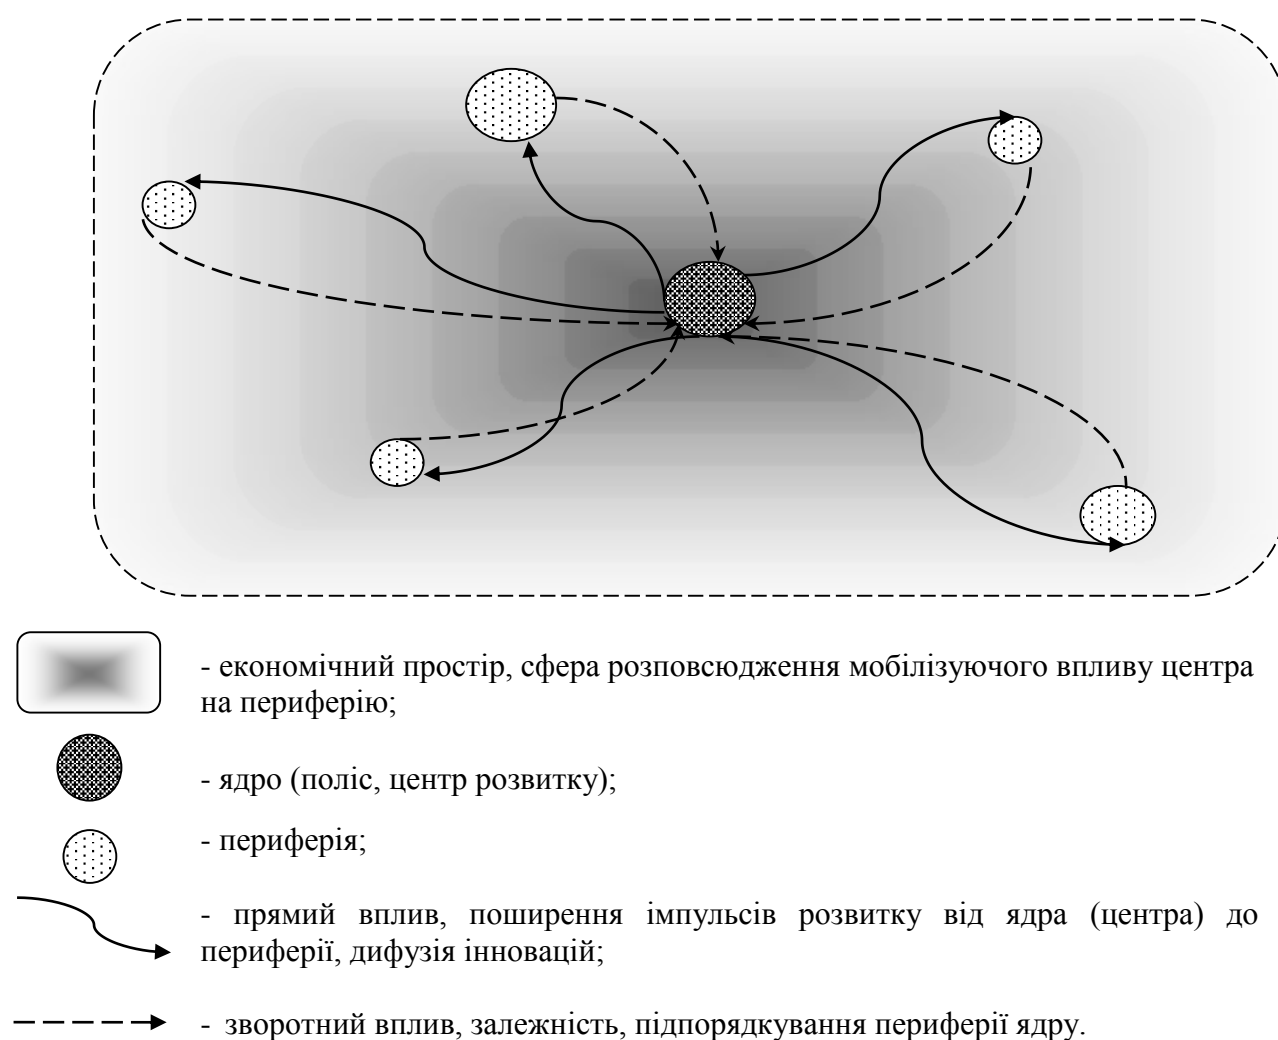 - економічний простір, сфера розповсюдження мобілізуючого впливу центра
на периферію;
- ядро (поліс, центр розвитку);
- периферія;
- прямий вплив, поширення імпульсів розвитку від ядра (центра) до
периферії, дифузія інновацій;
- зворотний вплив, залежність, підпорядкування периферії ядру.